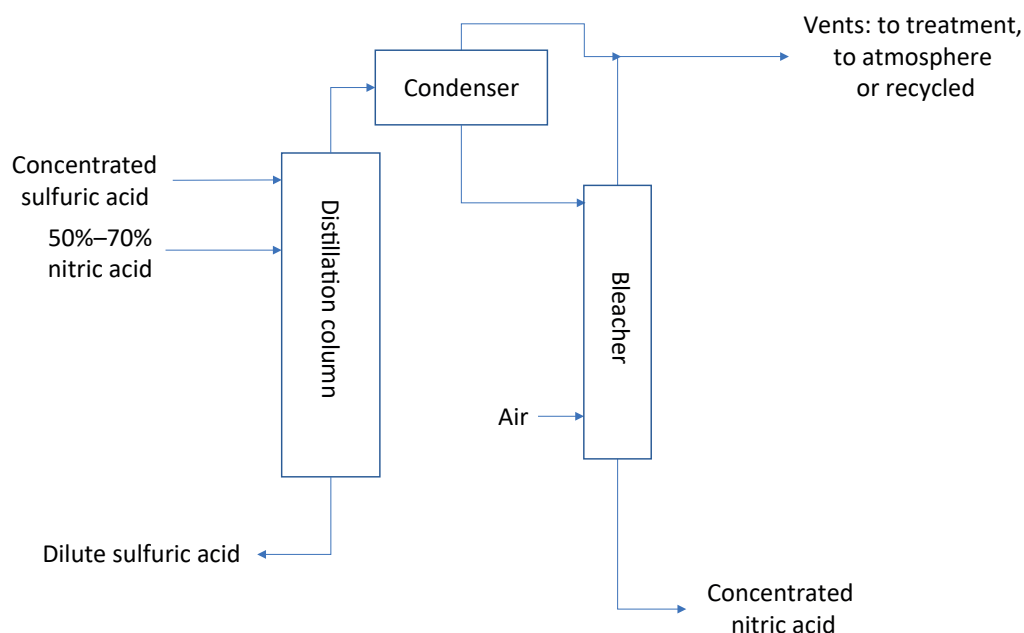 Vents: to treatment,
to atmosphere
or recycled
Condenser
Concentrated
sulfuric acid
50%–70%
nitric acid
Distillation column
Bleacher
Air
Dilute sulfuric acid
Concentrated
nitric acid